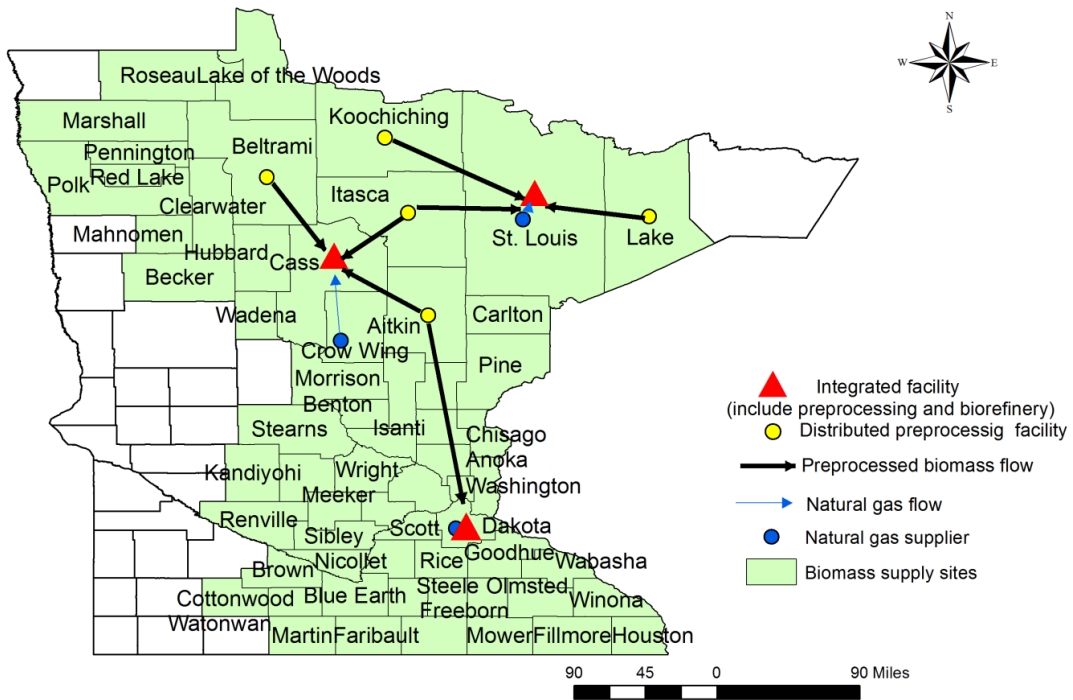 N
W E
S
Roseau Lake of the Woods
Koochiching
Marshall
Beltrami
Pennington
Red Lake
Polk
Itasca
Clearwater
Mahnomen
St. Louis
Lake
Hubbard
Cass
Becker
Wadena
Aitkin
Carlton
Crow Wing
Pine
Morrison
Benton
Isanti
Stearns
Chisago
Anoka
Washington
Kandiyohi
Wright
Meeker
Renville
Sibley
Scott
Dakota
Nicollet
Rice
Goodhue
Wabasha
Brown
Steele
Olmsted
Cottonwood
Blue Earth
Freeborn
Winona
Watonwan
Martin
Faribault
Mower
Fillmore
Houston
Integrated facility
(include preprocessing and biorefinery)
Distributed preprocessig facility
Preprocessed biomass flow
Natural gas flow
Natural gas supplier
Biomass supply sites
90 45 0 90 Miles